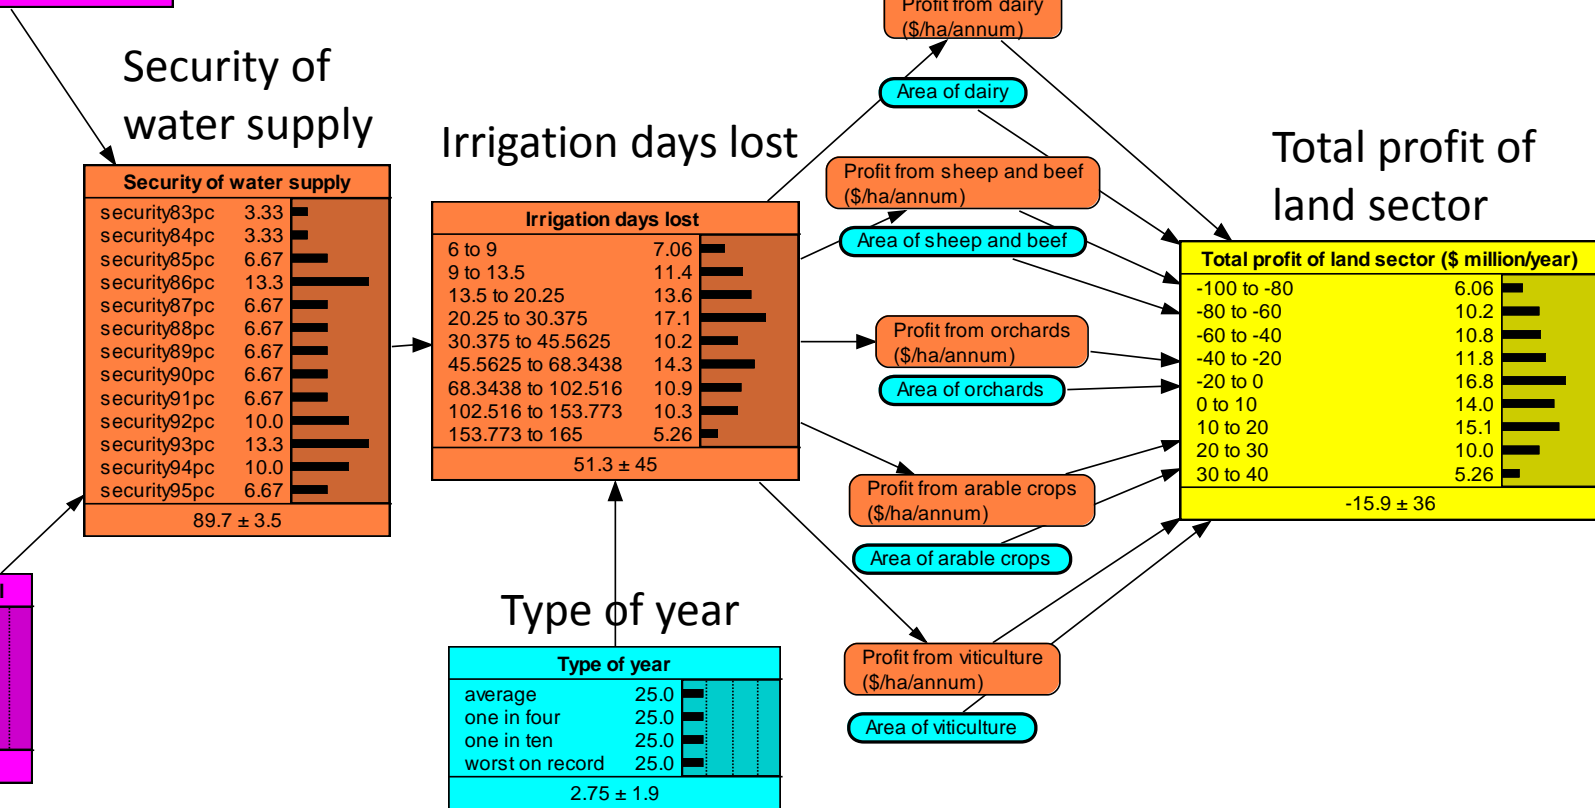 Profit from dairy
($/ha/annum)
Security of
water supply
Area of dairy
Irrigation days lost
Total profit of
land sector
Security of water supply
security83pc 3.33
security84pc 3.33
security85pc 6.67
security86pc 13.3
security87pc 6.67
security88pc 6.67
security89pc 6.67
security90pc 6.67
security91pc 6.67
security92pc 10.0
security93pc 13.3
security94pc 10.0
security95pc 6.67
89.7 ± 3.5
Irrigation days lost
6 to 9 7.06
9 to 13.5 11.4
13.5 to 20.25 13.6
20.25 to 30.375 17.1
30.375 to 45.5625 10.2
45.5625 to 68.3438 14.3
68.3438 to 102.516 10.9
102.516 to 153.773 10.3
153.773 to 165 5.26
51.3 ± 45
Profit from sheep and beef
($/ha/annum)
Area of sheep and beef
Profit from orchards
($/ha/annum)
Area of orchards
Profit from arable crops
($/ha/annum)
Area of arable crops
Profit from viticulture
($/ha/annum)
Area of viticulture
Total profit of land sector ($ million/year)
-100 to -80 6.06
-80 to -60 10.2
-60 to -40 10.8
-40 to -20 11.8
-20 to 0 16.8
0 to 10 14.0
10 to 20 15.1
20 to 30 10.0
30 to 40 5.26
-15.9 ± 36
Type of year
Type of year
average 25.0
one in four 25.0
one in ten 25.0
worst on record 25.0
2.75 ± 1.9